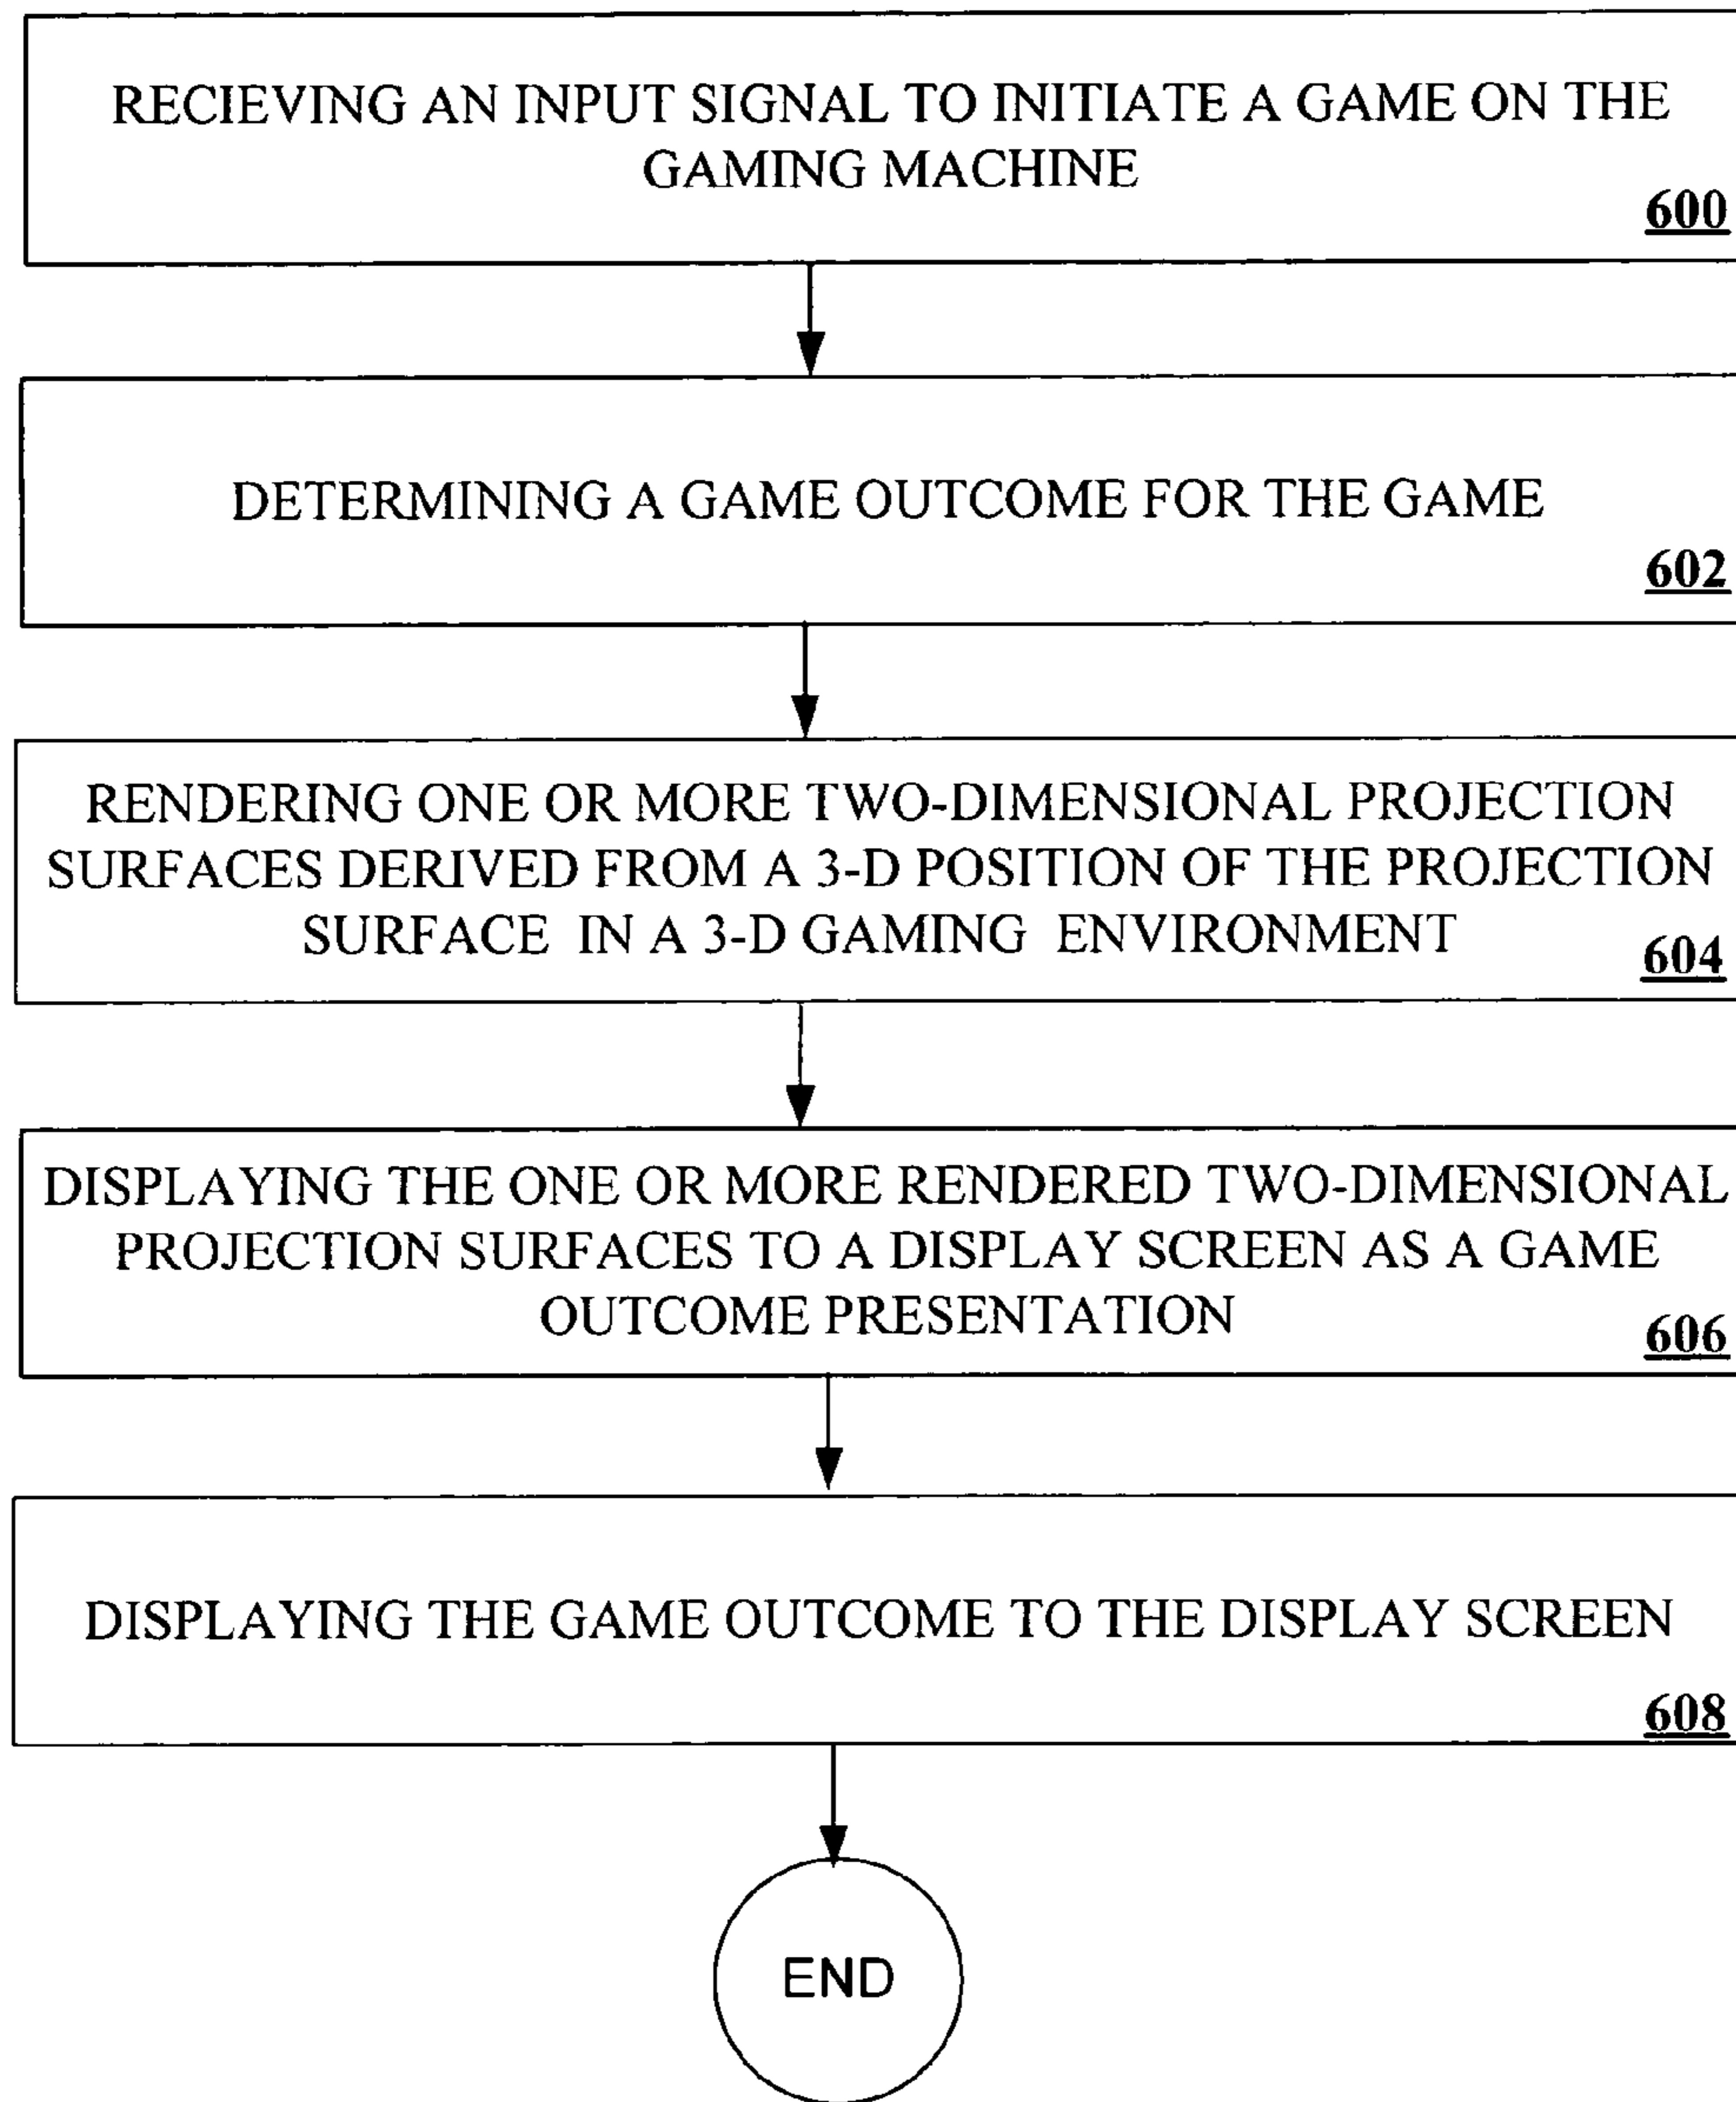 RECIEVING AN INPUT SIGNAL TO INITIATE A GAME ON THE
GAMING MACHINE
600
DETERMINING A GAME OUTCOME FOR THE GAME
602
RENDERING ONE OR MORE TWO-DIMENSIONAL PROJECTION
SURFACES DERIVED FROM A 3-D POSITION OF THE PROJECTION
SURFACE IN A 3-D GAMING ENVIRONMENT
604
DISPLAYING THE ONE OR MORE RENDERED TWO-DIMENSIONAL
PROJECTION SURFACES TO A DISPLAY SCREEN AS A GAME
OUTCOME PRESENTATION
606
DISPLAYING THE GAME OUTCOME TO THE DISPLAY SCREEN
608
END